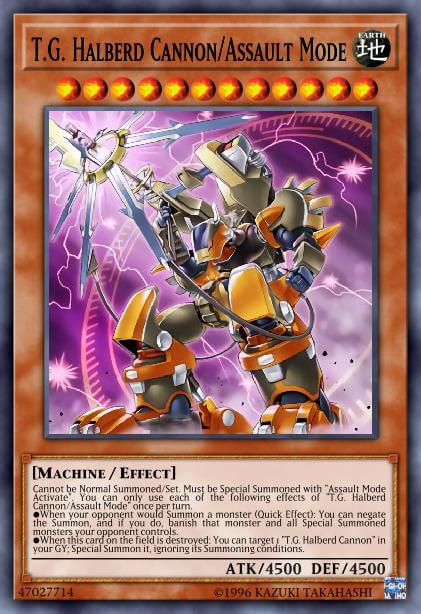 T.G. Halberd Cannon/Assault Mode
EARTH
地
[Machine / Effect]
Cannot be Normal Summoned/Set. Must be Special Summoned with "Assault Mode
Activate". You can only use each of the following effects of "T.G. Halberd
Cannon/Assault Mode" once per turn.
●When your opponent would Summon a monster (Quick Effect): You can negate
the Summon, and if you do, banish that monster and all Special Summoned
monsters your opponent controls.
●When this card on the field is destroyed: You can target 1 "T.G. Halberd Cannon" in
your GY; Special Summon it, ignoring its Summoning conditions.
ATK/4500 DEF/4500
47027714
©1996 KAZUKI TAKAHASHI